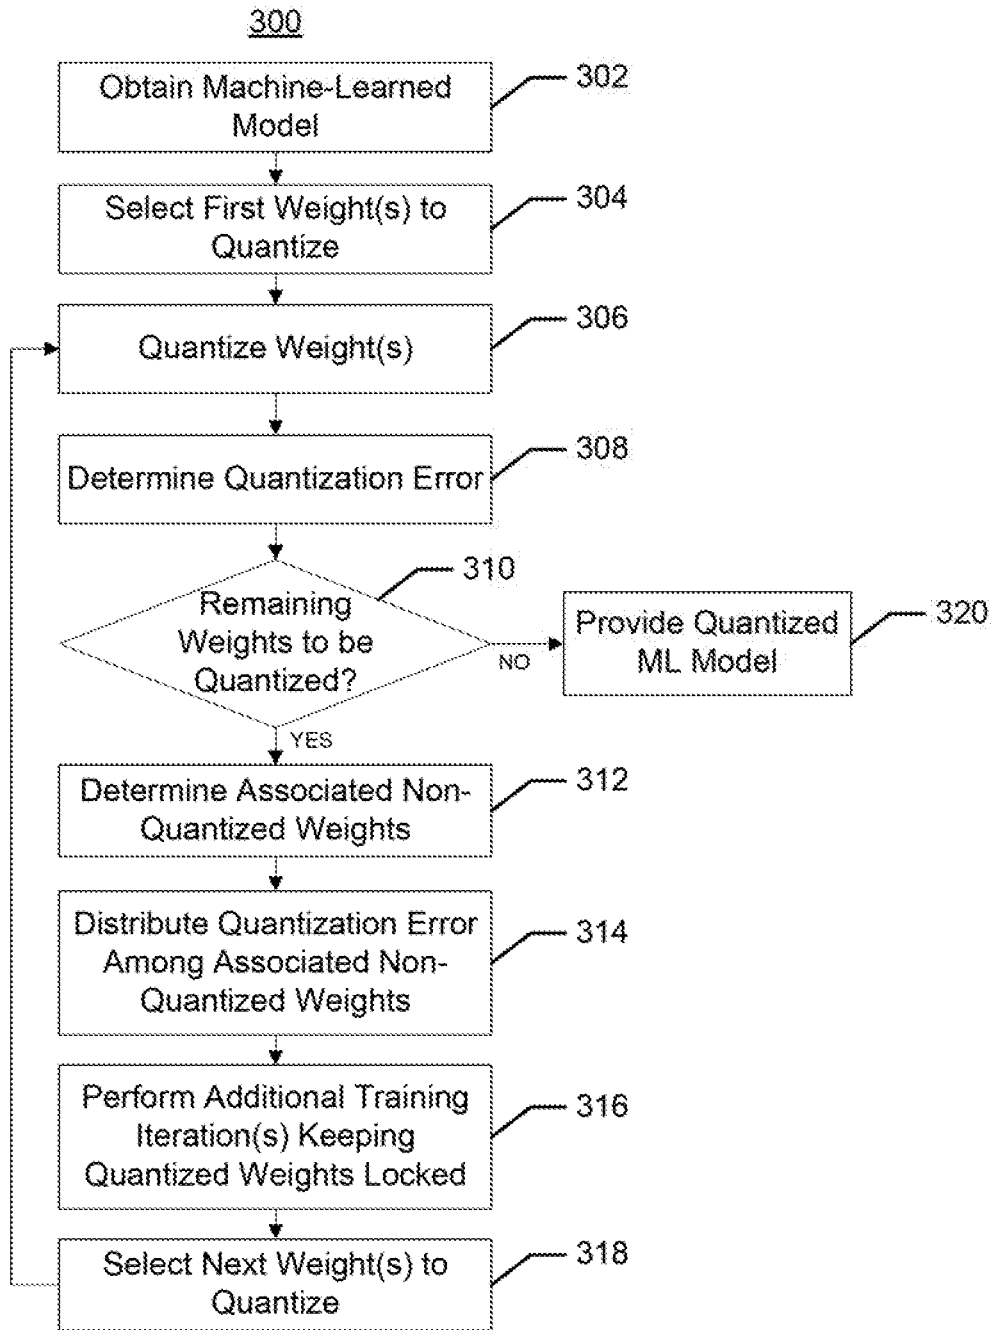 300
Obtain Machine-Learned
Model
302
Select First Weight(s) to
Quantize
304
Quantize Weight(s)
306
Determine Quantization Error
308
Remaining
Weights to be
Quantized?
310
NO
Provide Quantized
ML Model
320
YES
Determine Associated Non-
Quantized Weights
312
Distribute Quantization Error
Among Associated Non-
Quantized Weights
314
Perform Additional Training
Iteration(s) Keeping
Quantized Weights Locked
316
Select Next Weight(s) to
Quantize
318